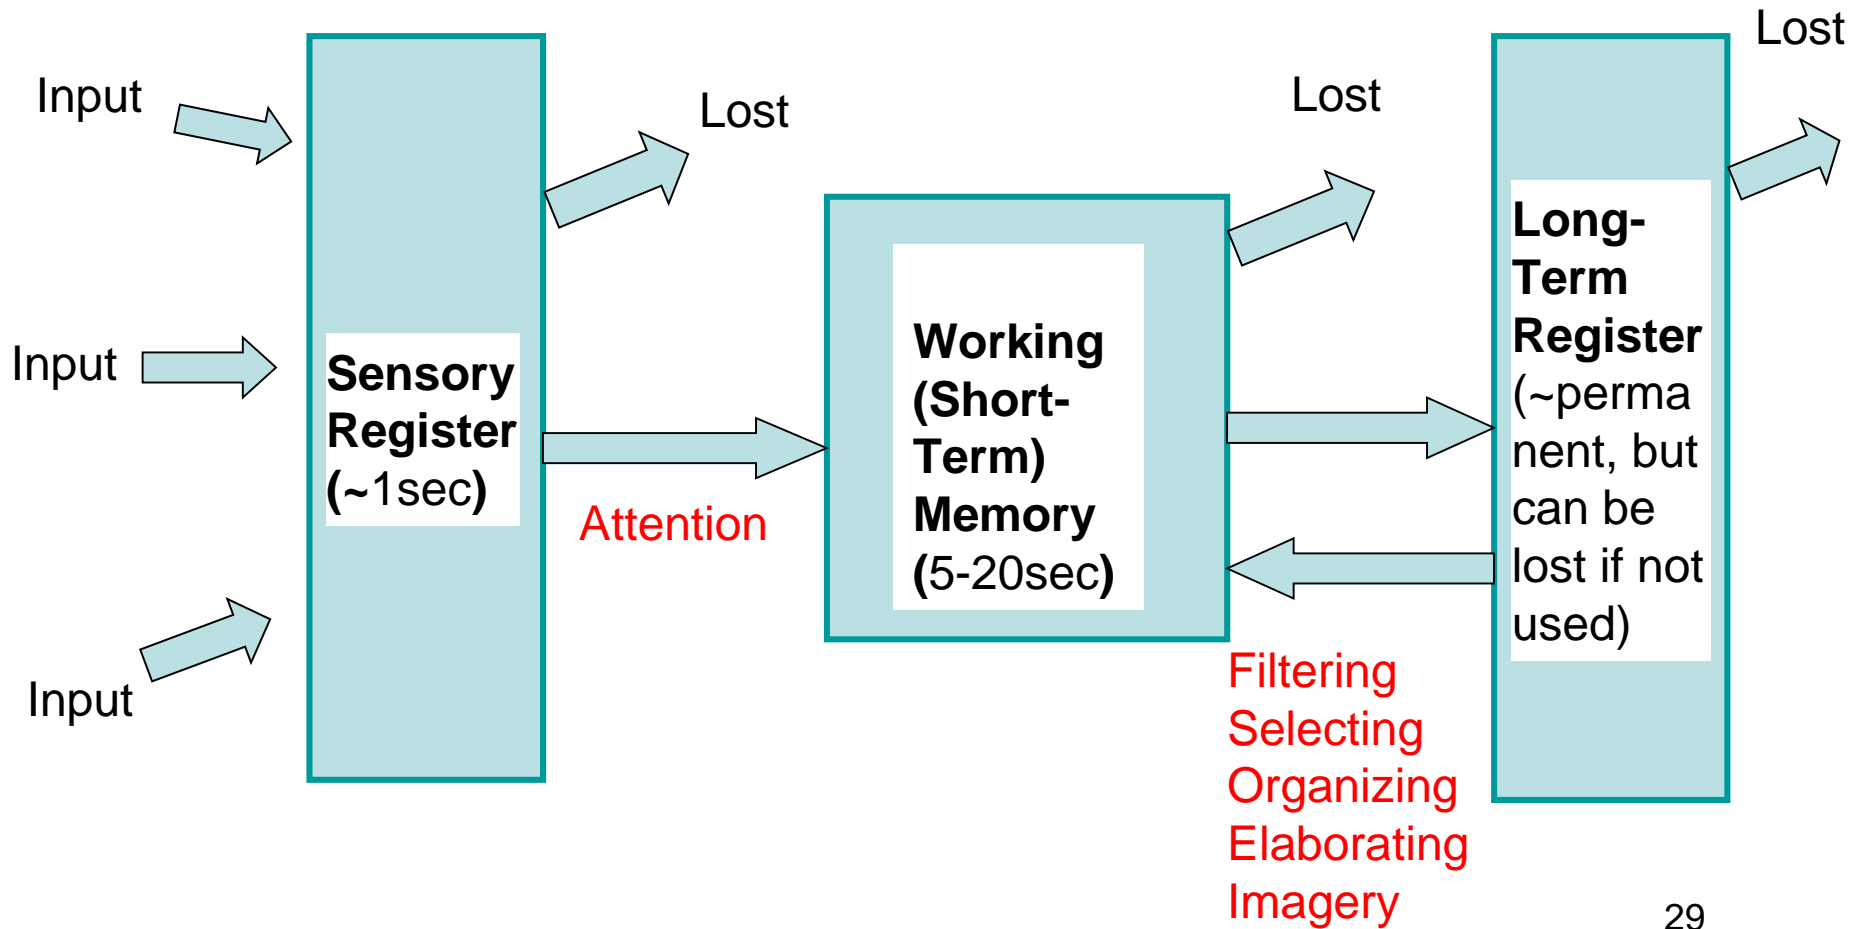 Input
Input
Input
Sensory
Register
(~1sec)
Lost
Attention
Working
(Short-
Term)
Memory
(5-20sec)
Lost
Filtering
Selecting
Organizing
Elaborating
Imagery
Long-
Term
Register
(~perma
nent, but
can be
lost if not
used)
Lost
29